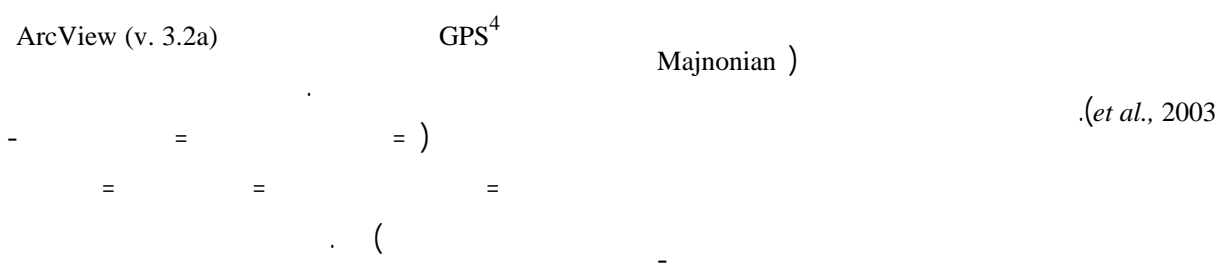 Majnonian )
.(et al., 2003
-
ArcView (v. 3.2a) GPS4
.
- = = )
= = =
. (